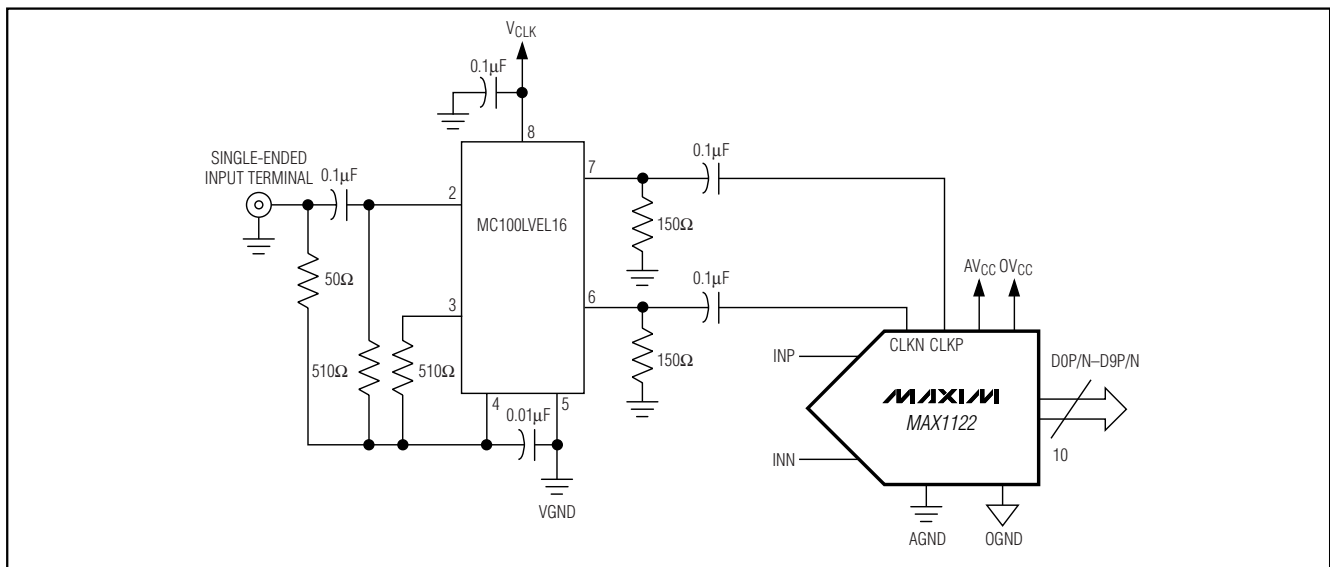 VCLK
0.1µF
8
SINGLE-ENDED
INPUT TERMINAL
0.1µF
2
7
0.1µF
MC100LVEL16
150Ω
50Ω
0.1µF
AVCC OVCC
3
6
CLKN CLKP
INP
D0P/N–D9P/N
510Ω
510Ω
150Ω
MAXIM
MAX1122
4
0.01µF
5
INN
10
VGND
AGND
OGND